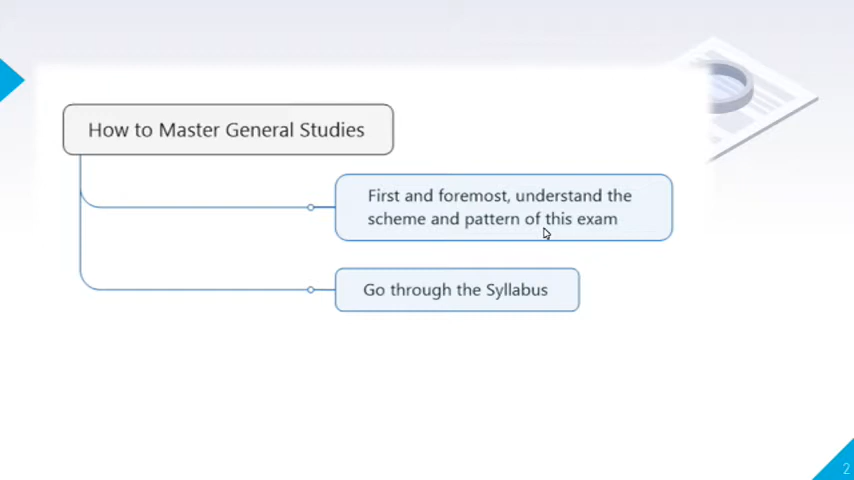 How to Master General Studies
First and foremost, understand the
scheme and pattern of this exam
Go through the Syllabus
2